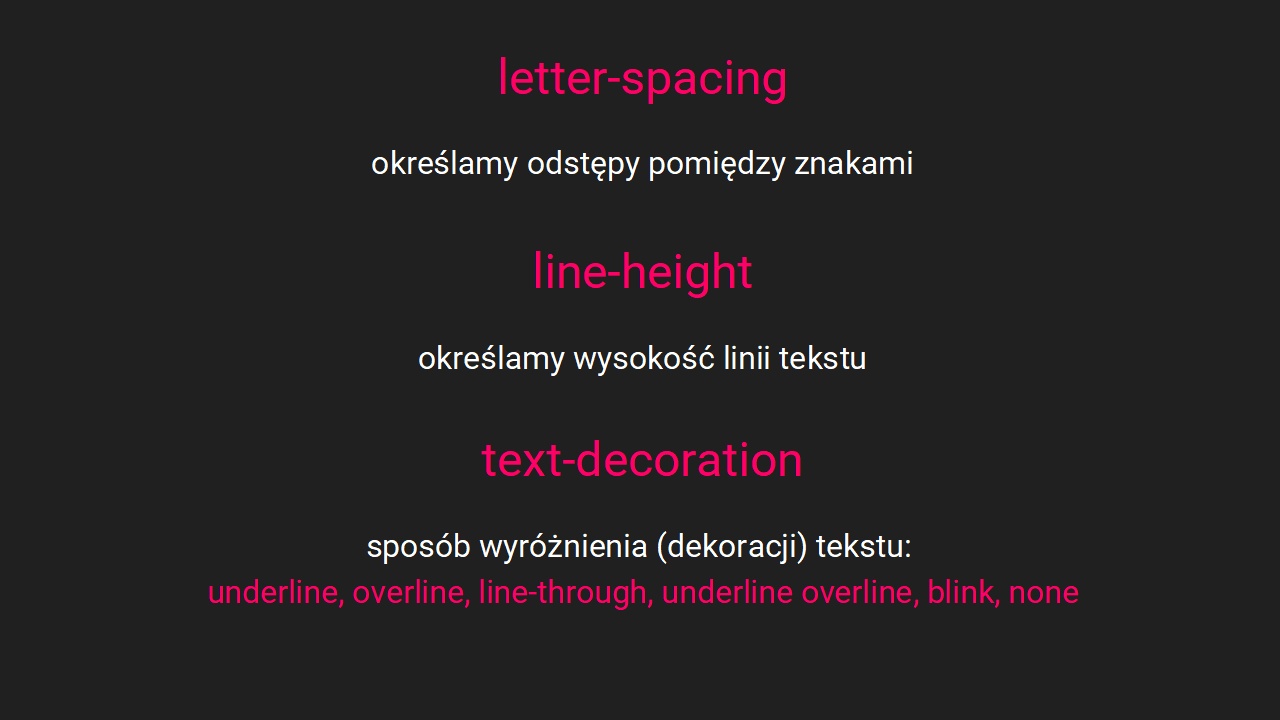 letter-spacing
określamy odstępy pomiędzy znakami
line-height
określamy wysokość linii tekstu
text-decoration
sposób wyróżnienia (dekoracji) tekstu:
underline, overline, line-through, underline overline, blink, none